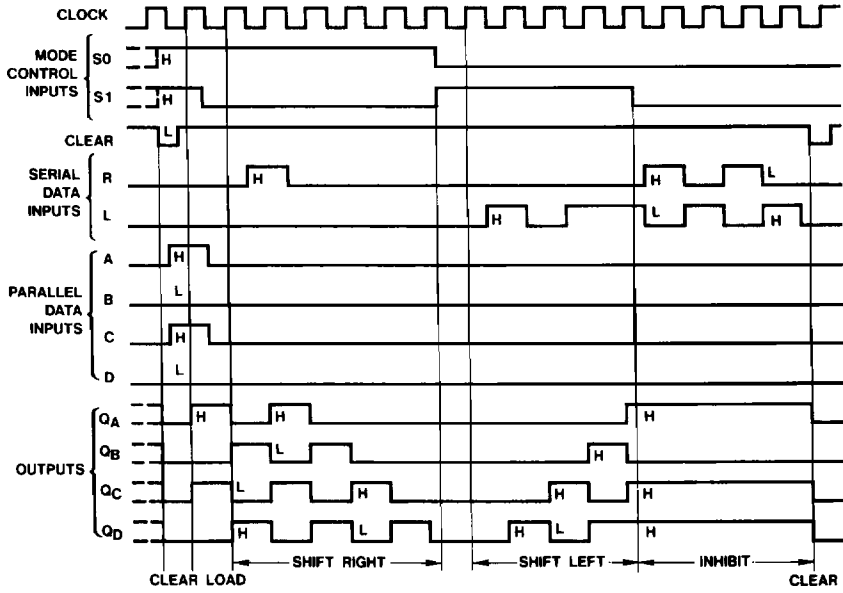 CLOCK
MODE
CONTROL
INPUTS
S0
H
S1
H
CLEAR
L
SERIAL
DATA
INPUTS
R
H
H
L
L
H
L
H
PARALLEL
DATA
INPUTS
A
H
B
L
C
H
D
L
OUTPUTS
QA
H
H
H
QB
L
H
QC
L
H
H
H
QD
H
L
H
L
H
SHIFT RIGHT
SHIFT LEFT
INHIBIT
CLEAR LOAD
CLEAR